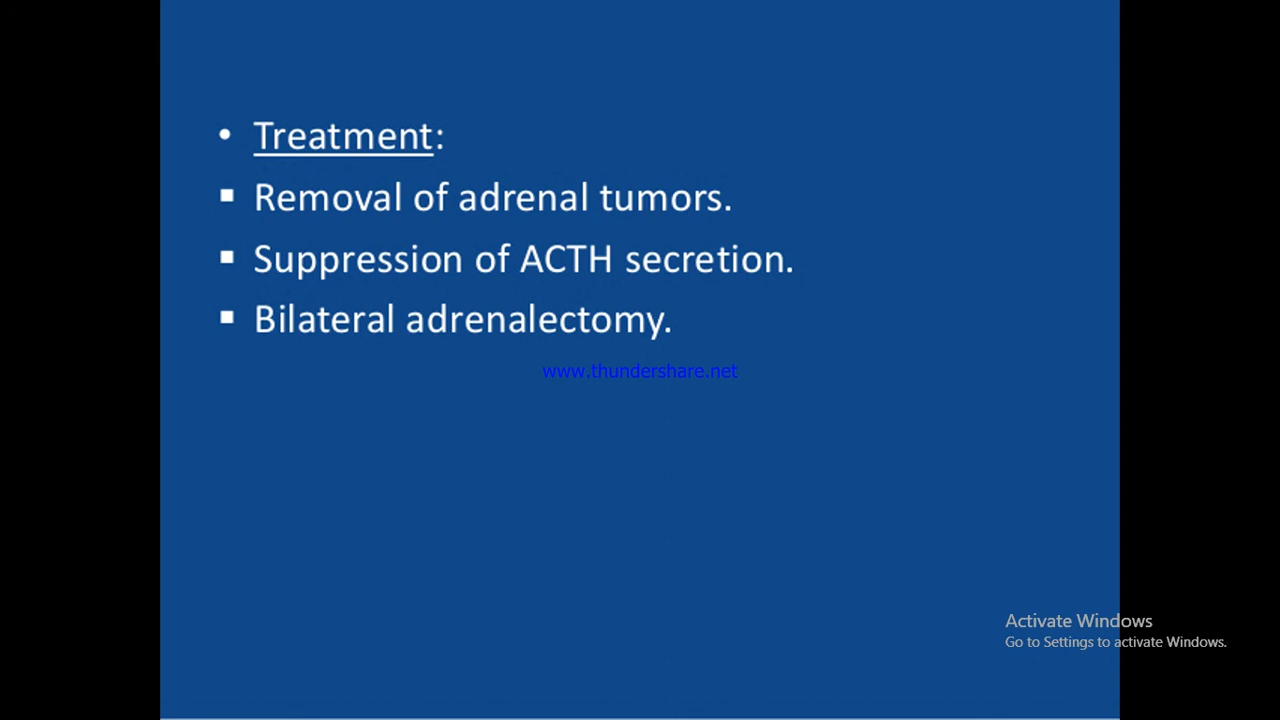 • Treatment:
▪ Removal of adrenal tumors.
▪ Suppression of ACTH secretion.
▪ Bilateral adrenalectomy.
www.thundershare.net
Activate Windows
Go to Settings to activate Windows.